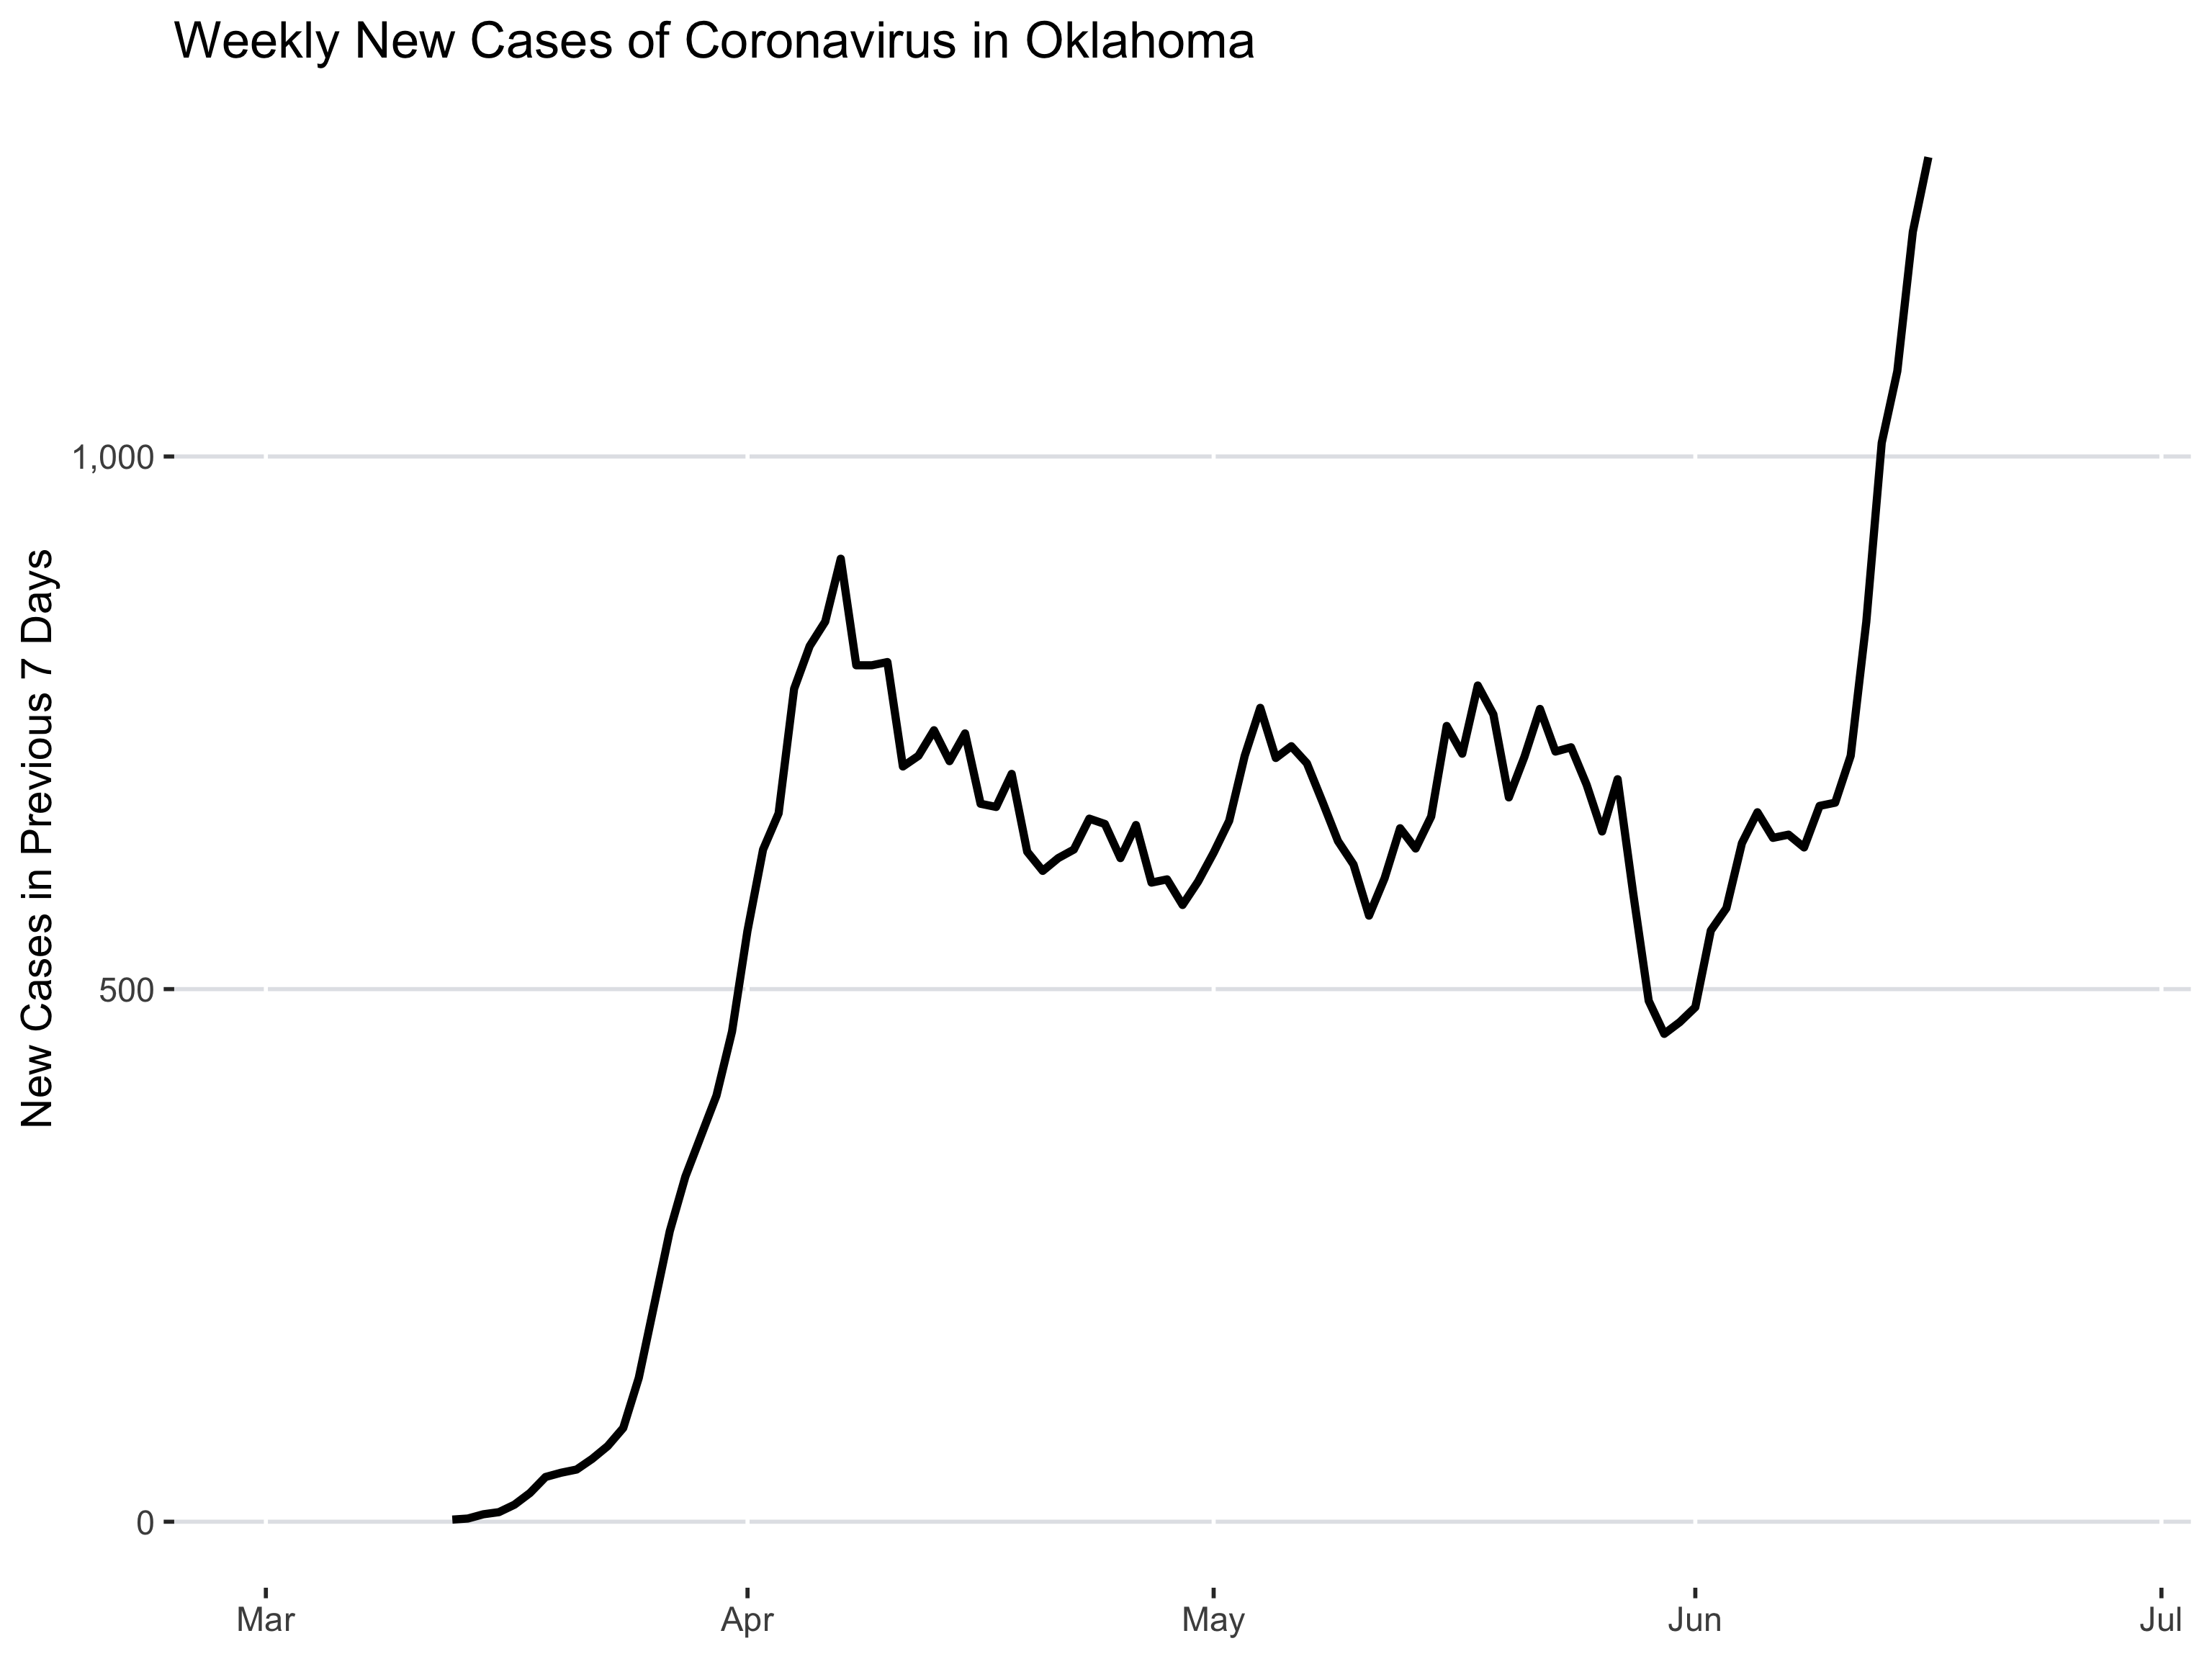 Weekly New Cases of Coronavirus in Oklahoma
New Cases in Previous 7 Days
1,000
500
0
Mar
Apr
May
Jun
Jul